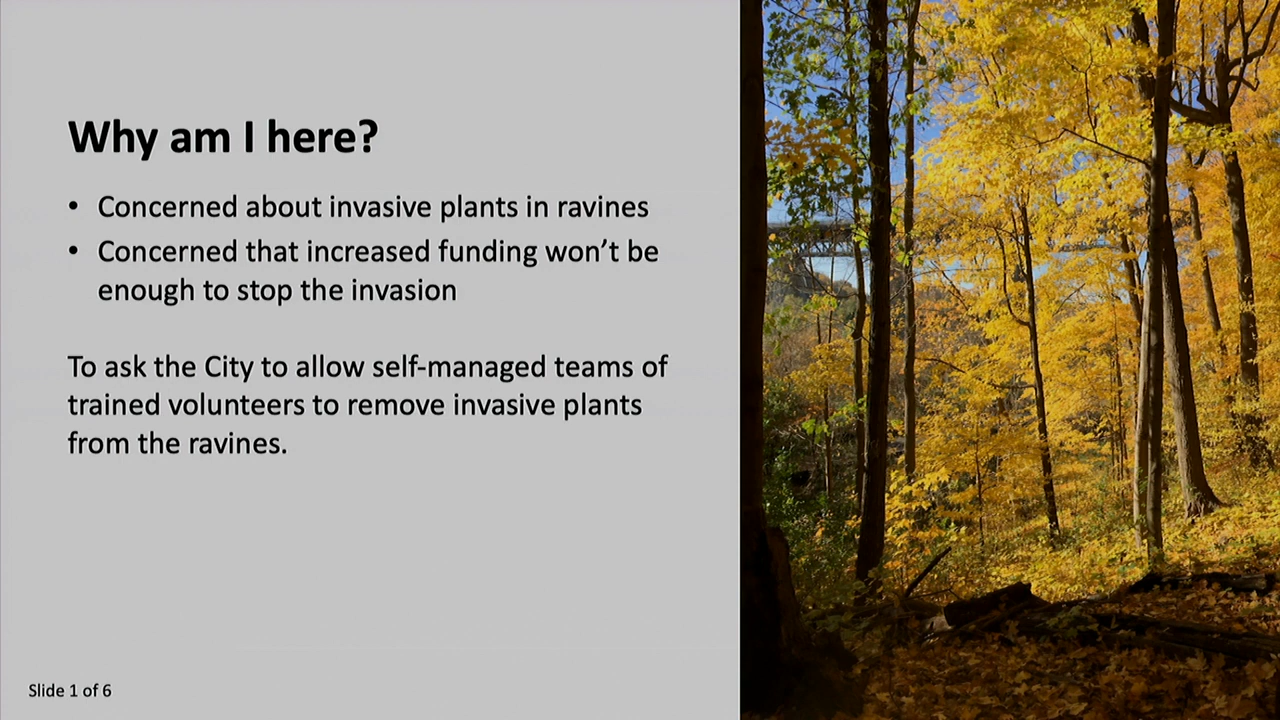 Why am I here?
• Concerned about invasive plants in ravines
• Concerned that increased funding won’t be
enough to stop the invasion
To ask the City to allow self-managed teams of
trained volunteers to remove invasive plants
from the ravines.
Slide 1 of 6